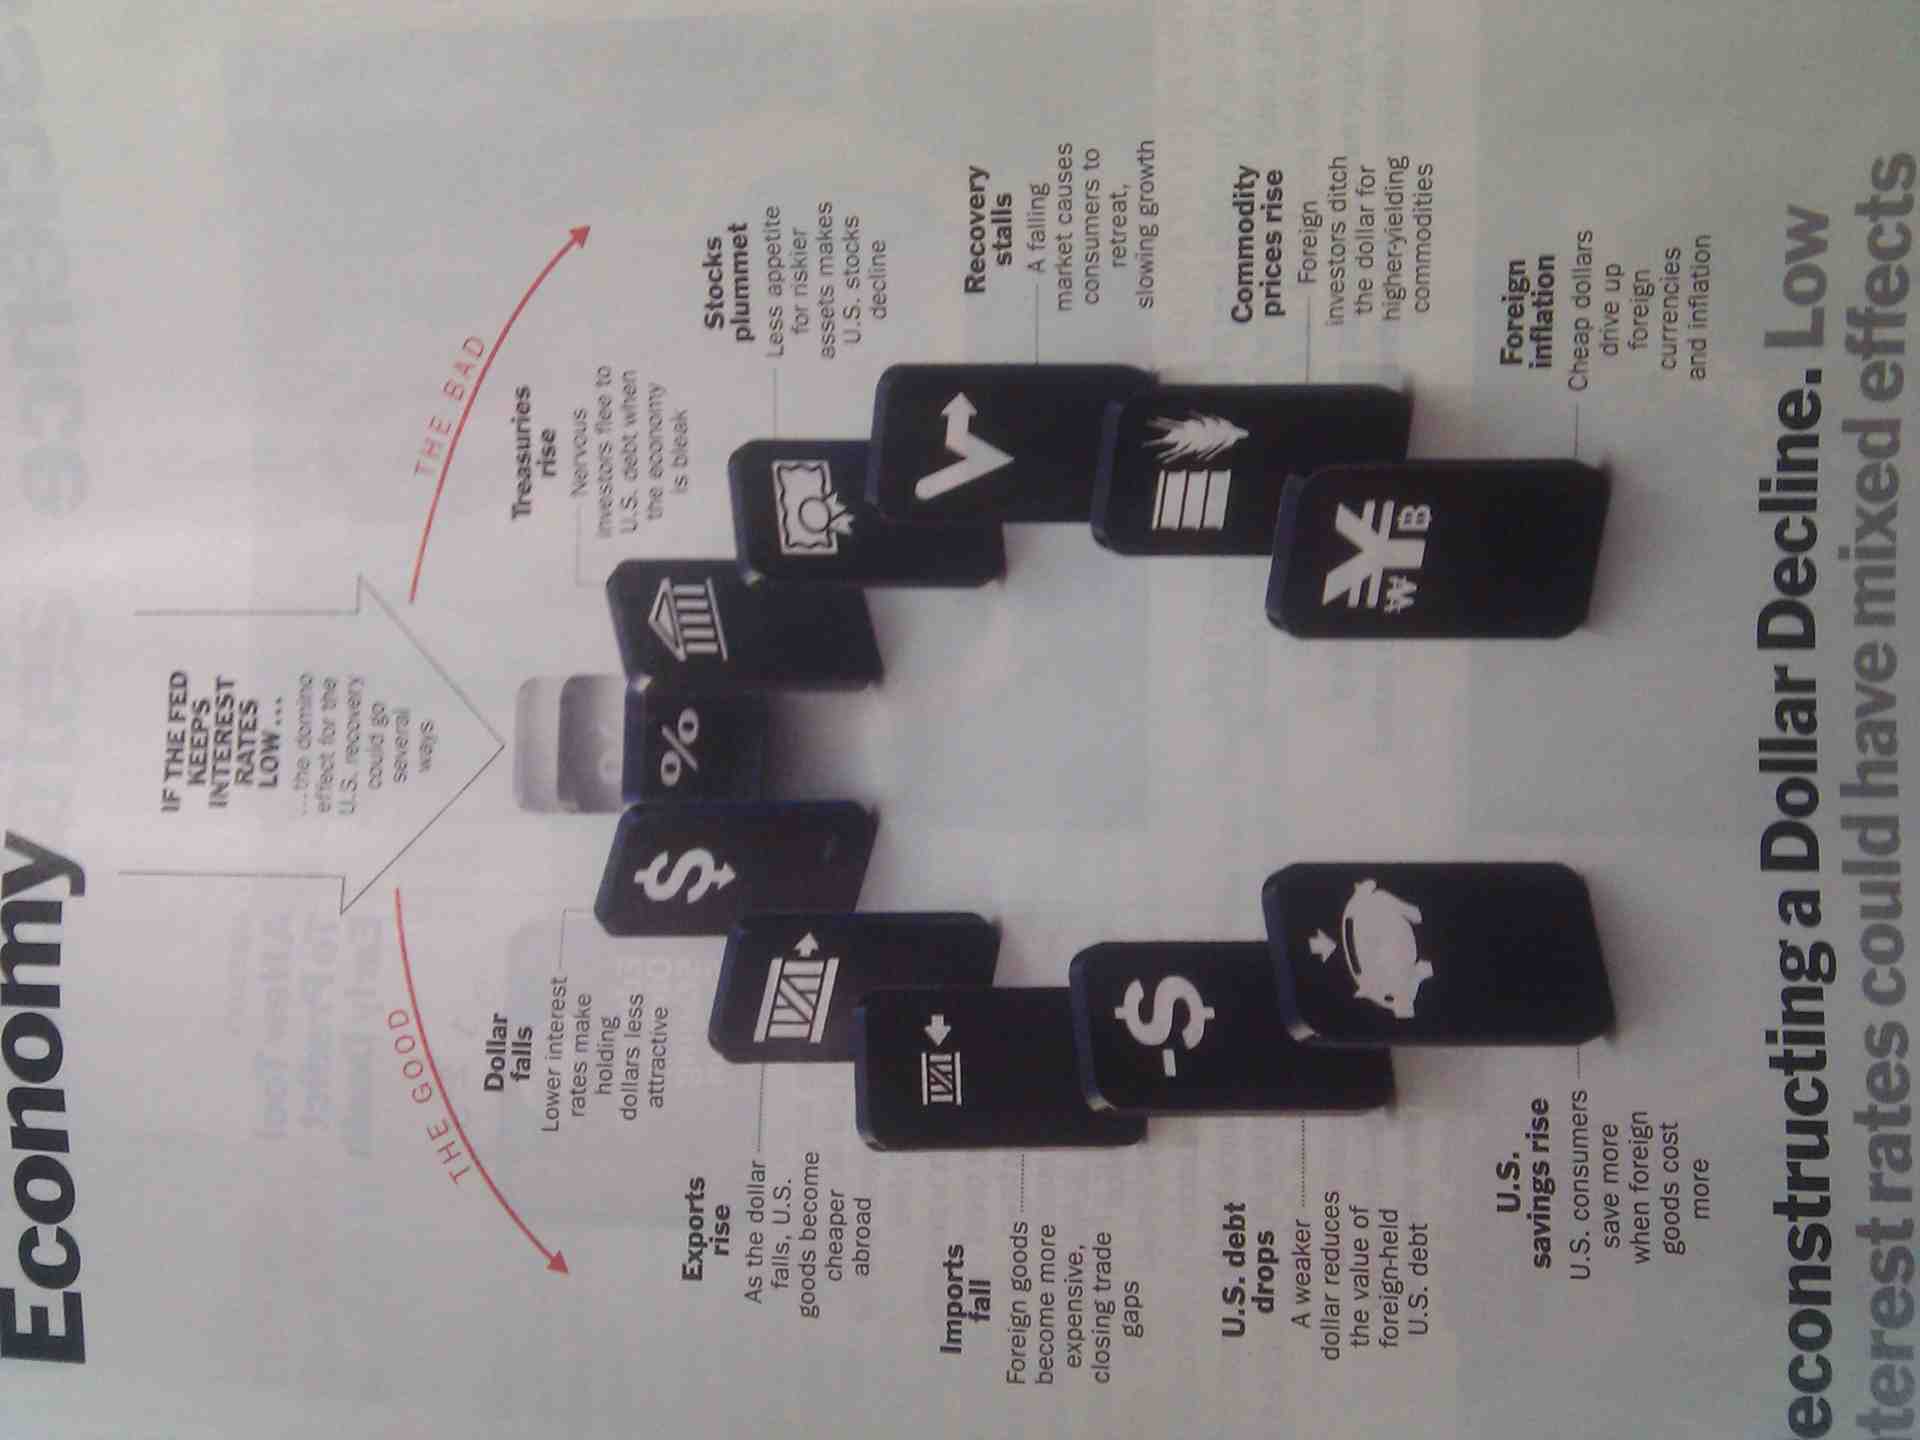 Economy
IF THE FED
KEEPS
INTEREST
RATES
LOW...
...the domino
effect for the
U.S. recovery
could go
several
ways
THE GOOD
THE BAD
Dollar
falls
Lower interest
rates make
holding
dollars less
attractive
Exports
rise
As the dollar
falls, U.S.
goods become
cheaper
abroad
Imports
fall
Foreign goods
become more
expensive,
closing trade
gaps
U.S. debt
drops
A weaker
dollar reduces
the value of
foreign-held
U.S. debt
U.S.
savings rise
U.S. consumers
save more
when foreign
goods cost
more
Treasuries
rise
Nervous
investors flee to
U.S. debt when
the economy
is bleak
Stocks
plummet
Less appetite
for riskier
assets makes
U.S. stocks
decline
Recovery
stalls
A falling
market causes
consumers to
retreat,
slowing growth
Commodity
prices rise
Foreign
investors ditch
the dollar for
higher-yielding
commodities
Foreign
inflation
Cheap dollars
drive up
foreign
currencies
and inflation
$
%
-$
¥
₩ B
econstructing a Dollar Decline. Low
terest rates could have mixed effects